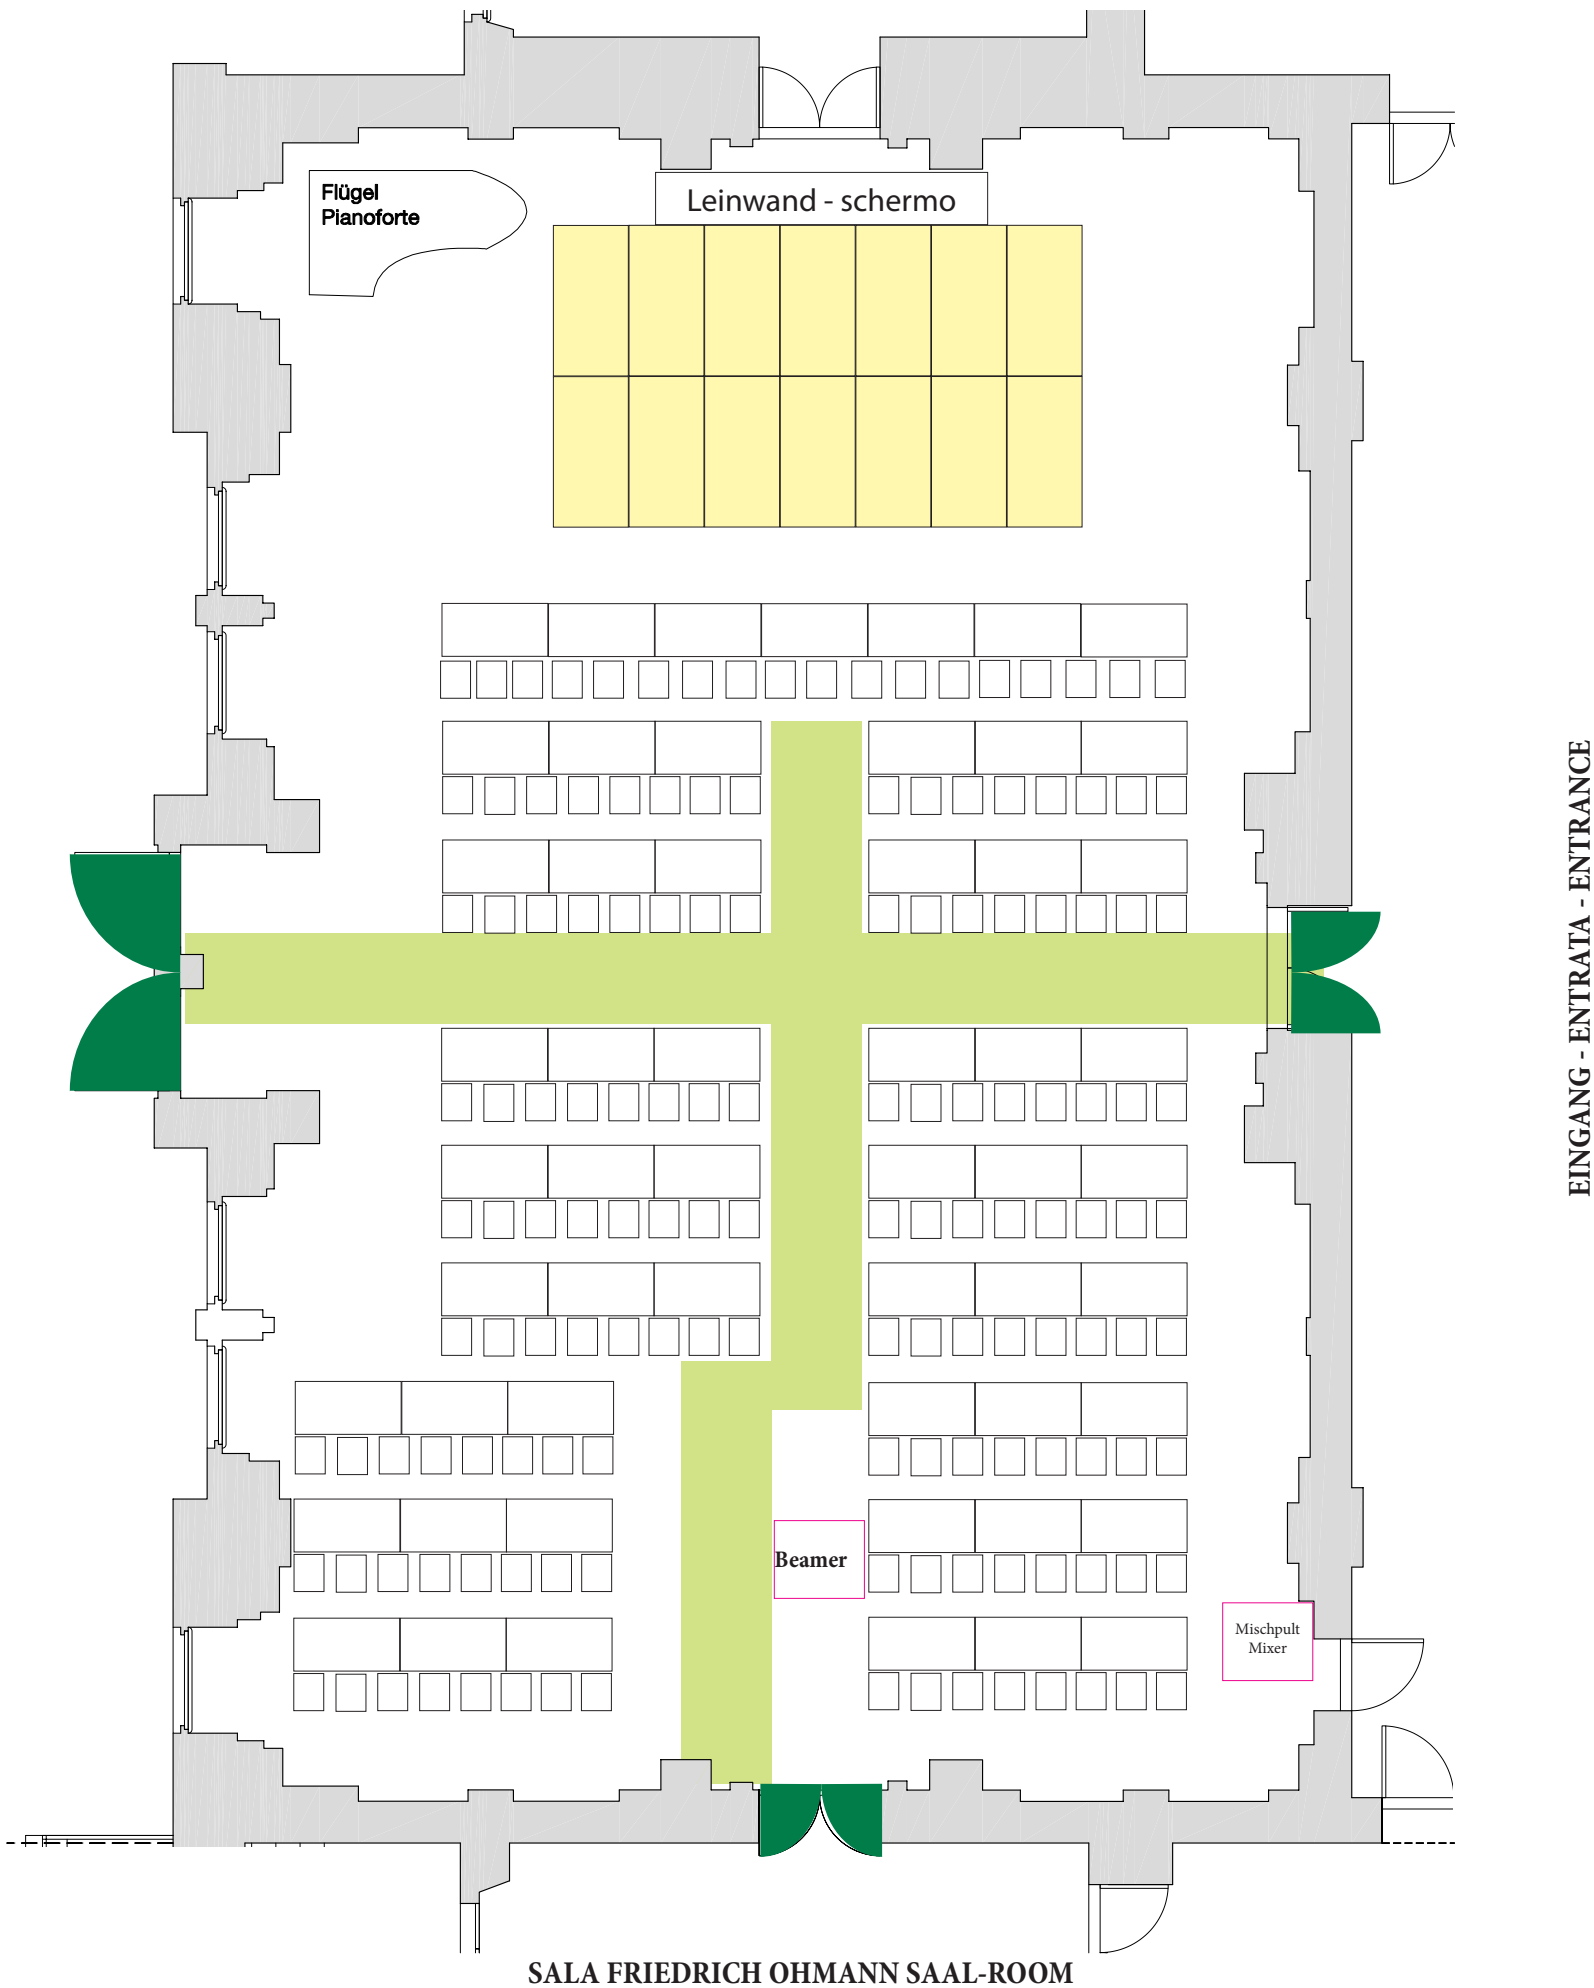 Flügel
Pianoforte
Leinwand - schermo
EINGANG - ENTRATA - ENTRANCE
Beamer
Mischpult
Mixer
SALA FRIEDRICH OHMANN SAAL-ROOM